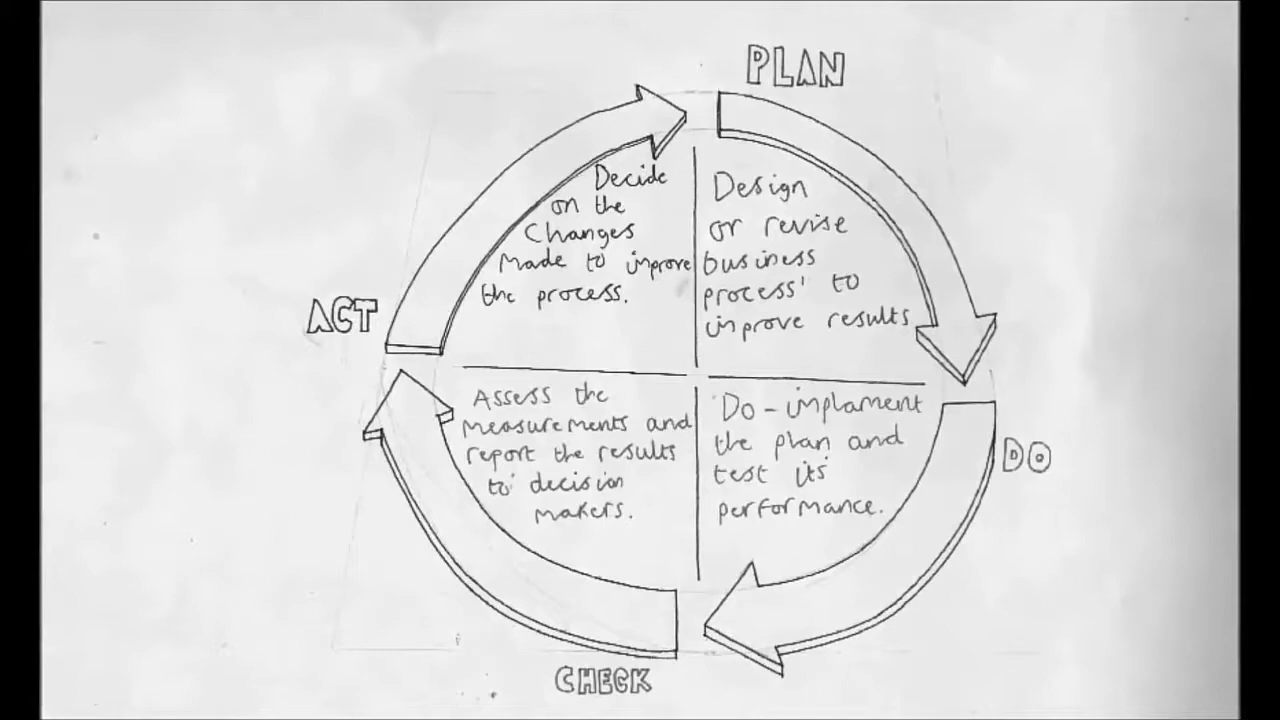 PLAN
Design
or revise
business
process' to
improve results
DO
Do - implament
the plan and
test its
performance.
CHECK
Assess the
measurements and
report the results
to decision
makers.
ACT
Decide
on the
Changes
made to improve
the process.